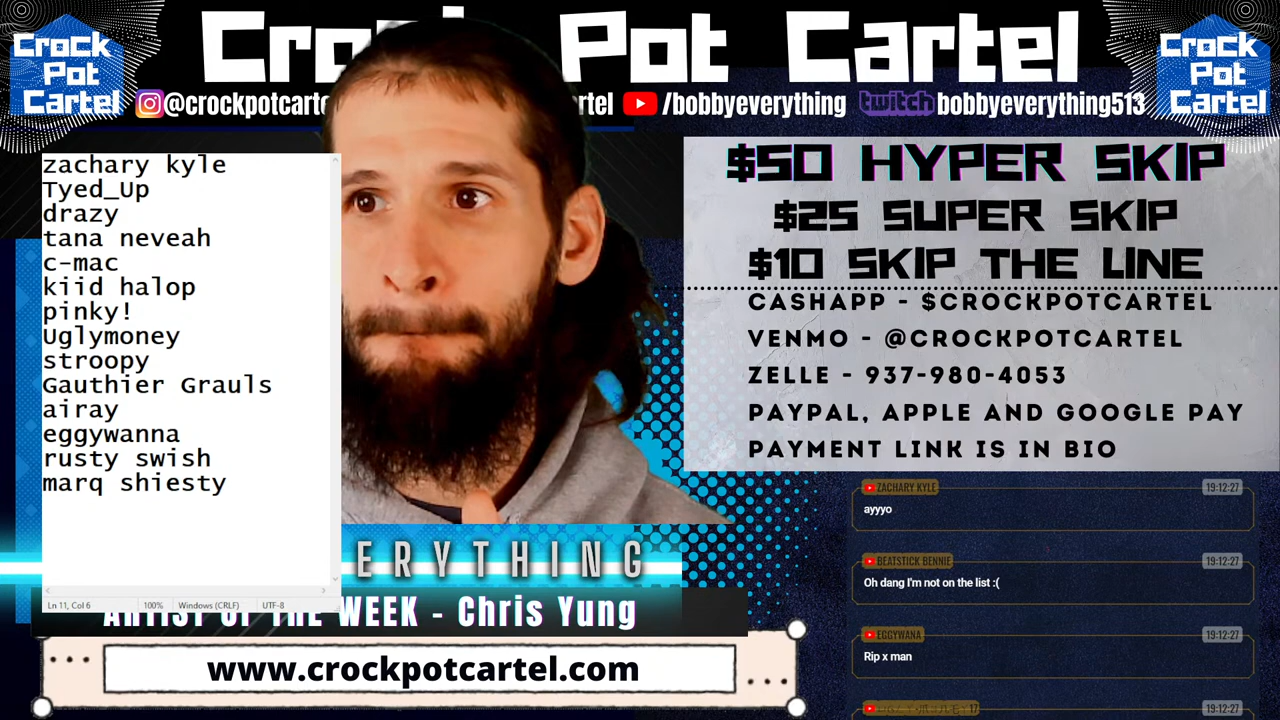 Crock Pot Cartel
Crock
Pot
Cartel
Crock
Pot
Cartel
@crockpotcarte
rtel
/bobbyeverything
twitch bobbyeverything513
zachary kyle
Tyed_Up
drazy
tana neveah
c-mac
kiid halop
pinky!
Uglymoney
stroopy
Gauthier Grauls
airay
eggywanna
rusty swish
marq shiesty
Ln 11, Col 6 100% Windows (CRLF) UTF-8
$50 HYPER SKIP
$25 SUPER SKIP
$10 SKIP THE LINE
CASHAPP - $CROCKPOTCARTEL
VENMO - @CROCKPOTCARTEL
ZELLE - 937-980-4053
PAYPAL, APPLE AND GOOGLE PAY
PAYMENT LINK IS IN BIO
ZACHARY KYLE 19:12:27
ayyyo
BEATSTICK BENNIE 19:12:27
Oh dang I'm not on the list :(
EGGYWANA 19:12:27
Rip x man
19:12:27
ERYTHING
ARTIST OF THE WEEK - Chris Yung
www.crockpotcartel.com